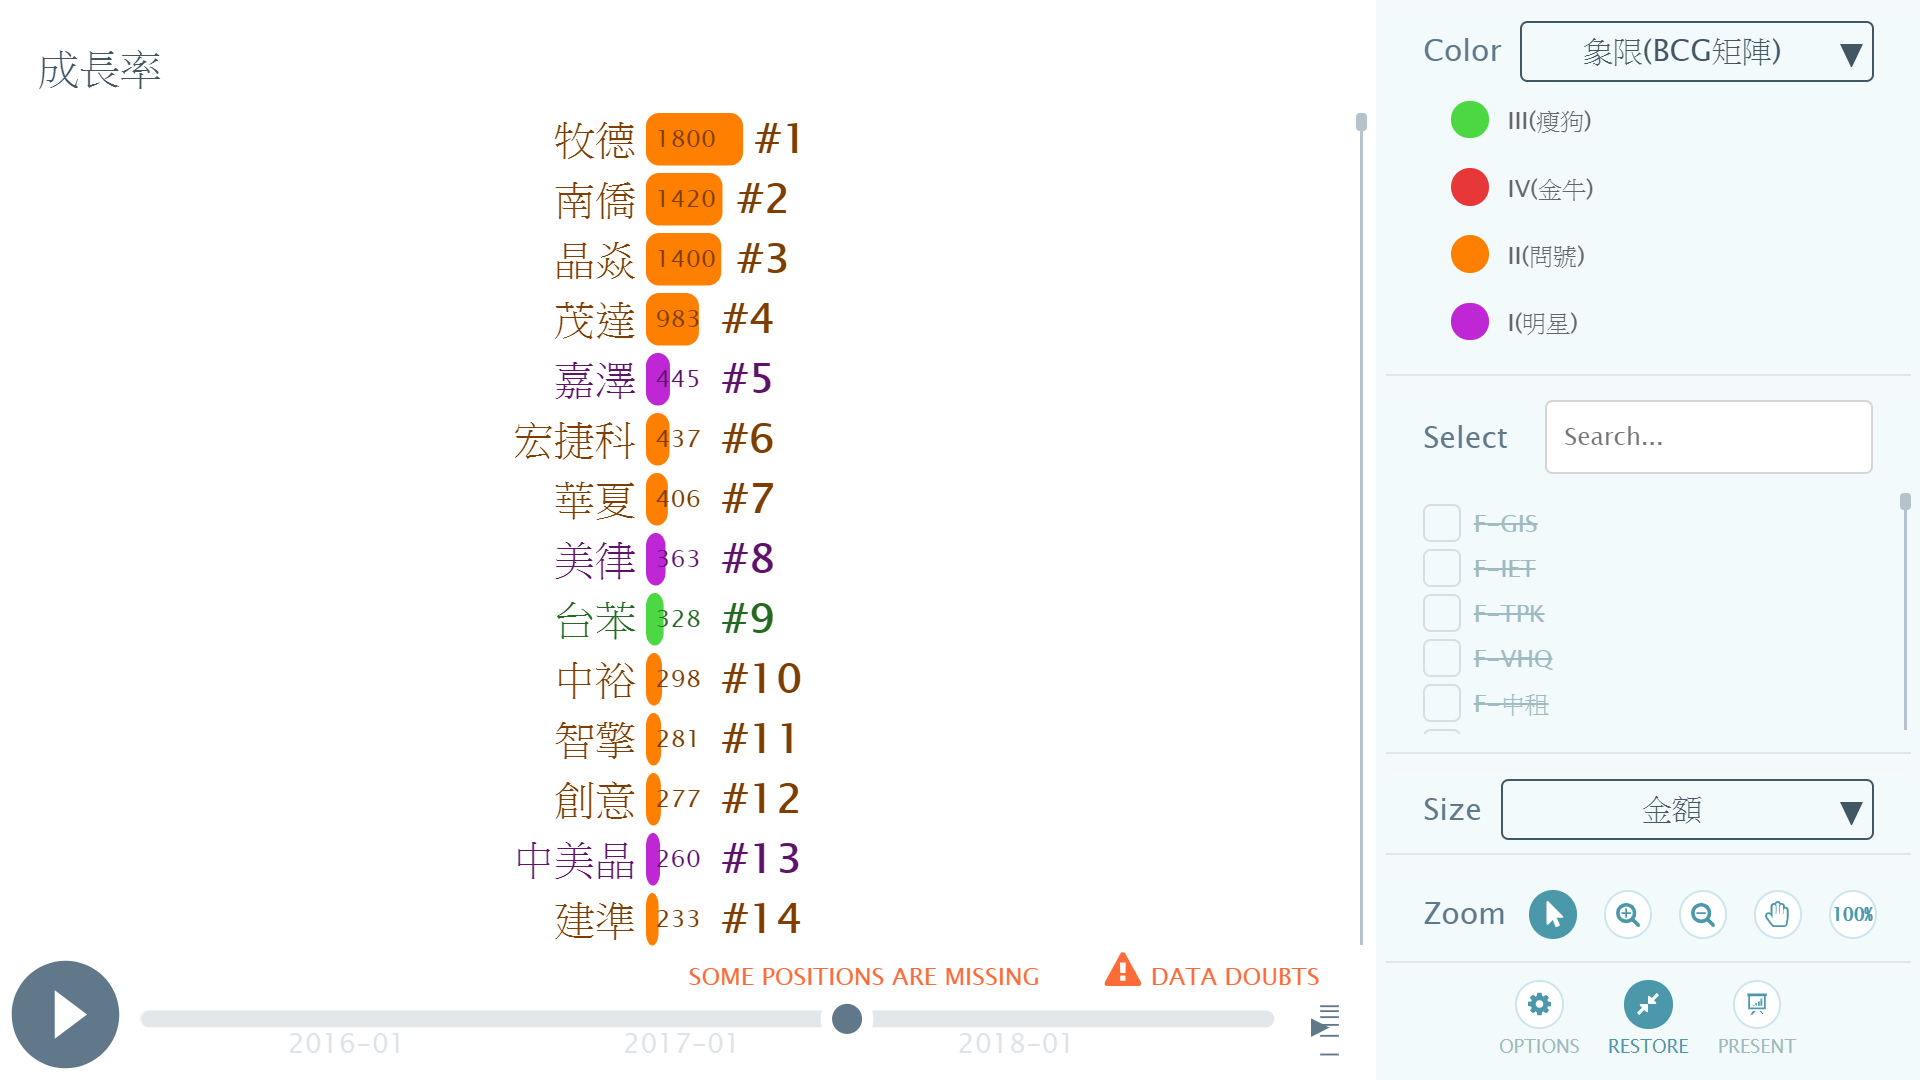 成長率
牧德 1800 #1
南僑 1420 #2
晶焱 1400 #3
茂達 983 #4
嘉澤 445 #5
宏捷科 437 #6
華夏 406 #7
美律 363 #8
台苯 328 #9
中裕 298 #10
智擎 281 #11
創意 277 #12
中美晶 260 #13
建準 233 #14
SOME POSITIONS ARE MISSING
DATA DOUBTS
2016-01 2017-01 2018-01
Color 象限(BCG矩陣)
III(瘦狗)
IV(金牛)
II(問號)
I(明星)
Select Search...
F-GIS
F-IET
F-TPK
F-VHQ
F-中租
Size 金額
Zoom 100%
OPTIONS RESTORE PRESENT